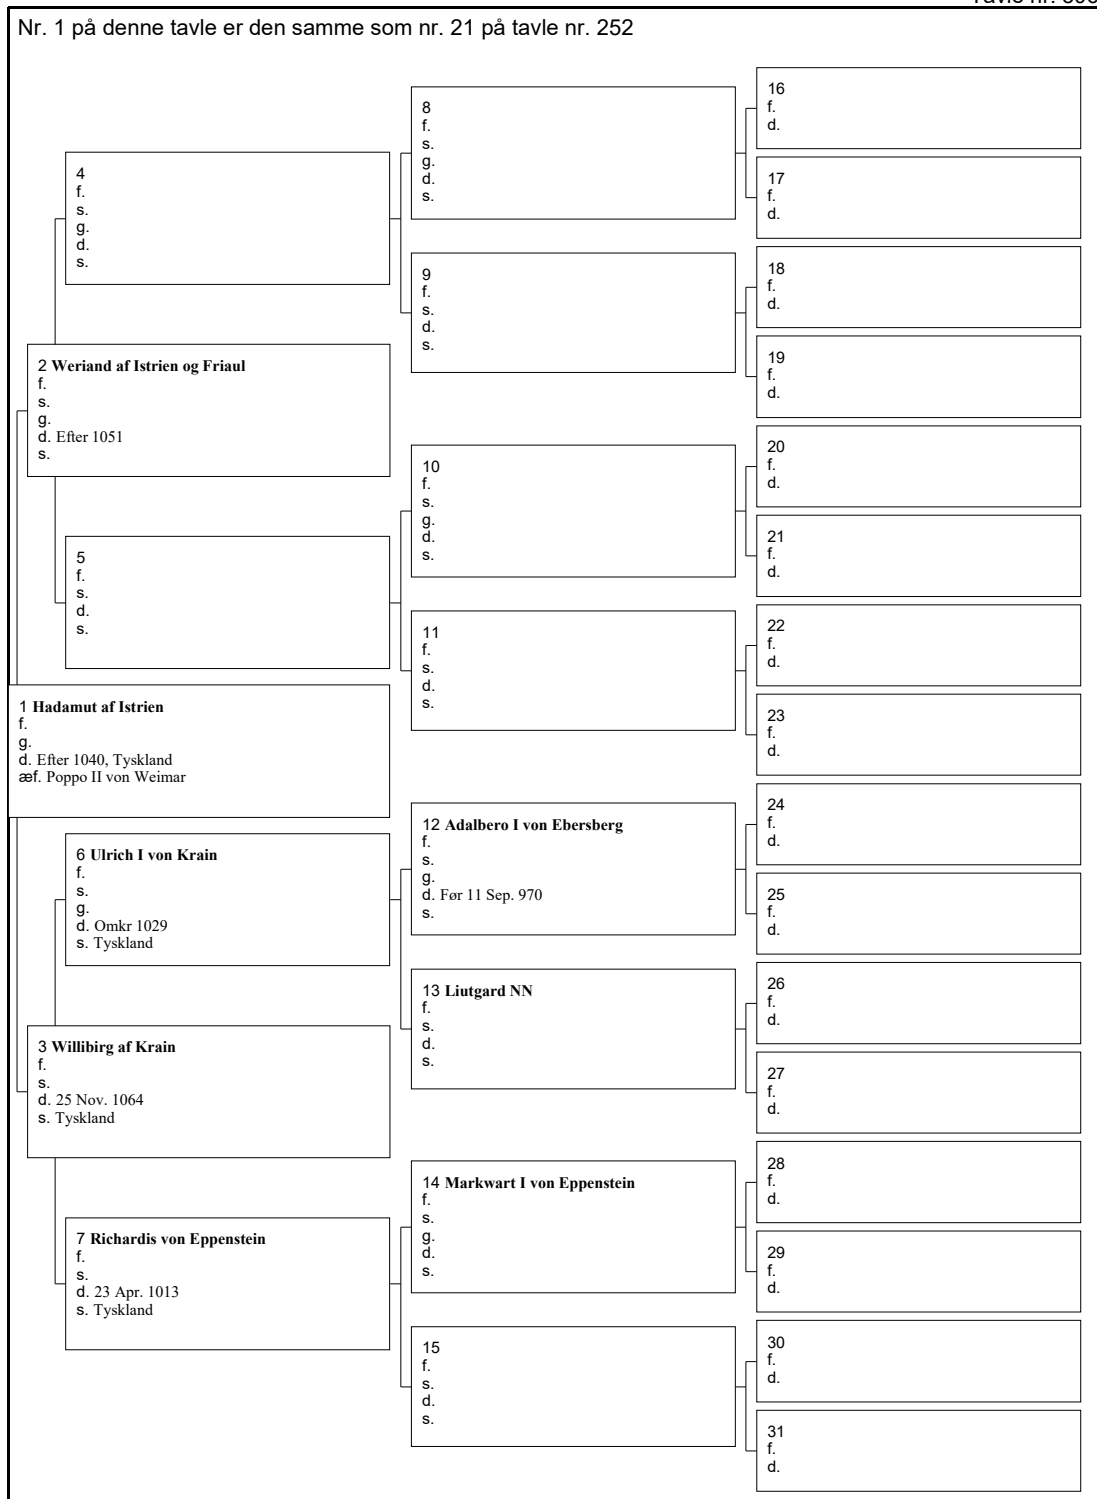 Nr. 1 på denne tavle er den samme som nr. 21 på tavle nr. 252
16
f.
d.
8
f.
s.
g.
d.
s.
17
f.
d.
4
f.
s.
g.
d.
s.
18
f.
d.
9
f.
s.
d.
s.
19
f.
d.
2 Weriand af Istrien og Friaul
f.
s.
g.
d. Efter 1051
s.
20
f.
d.
10
f.
s.
g.
d.
s.
21
f.
d.
5
f.
s.
d.
s.
22
f.
d.
11
f.
s.
d.
s.
23
f.
d.
1 Hadamut af Istrien
f.
g.
d. Efter 1040, Tyskland
æf. Poppo II von Weimar
24
f.
d.
12 Adalbero I von Ebersberg
f.
s.
g.
d. Før 11 Sep. 970
s.
25
f.
d.
6 Ulrich I von Krain
f.
s.
g.
d. Omkr 1029
s. Tyskland
26
f.
d.
13 Liutgard NN
f.
s.
d.
s.
27
f.
d.
3 Willibirg af Krain
f.
s.
d. 25 Nov. 1064
s. Tyskland
28
f.
d.
14 Markwart I von Eppenstein
f.
s.
g.
d.
s.
29
f.
d.
7 Richardis von Eppenstein
f.
s.
d. 23 Apr. 1013
s. Tyskland
30
f.
d.
15
f.
s.
d.
s.
31
f.
d.